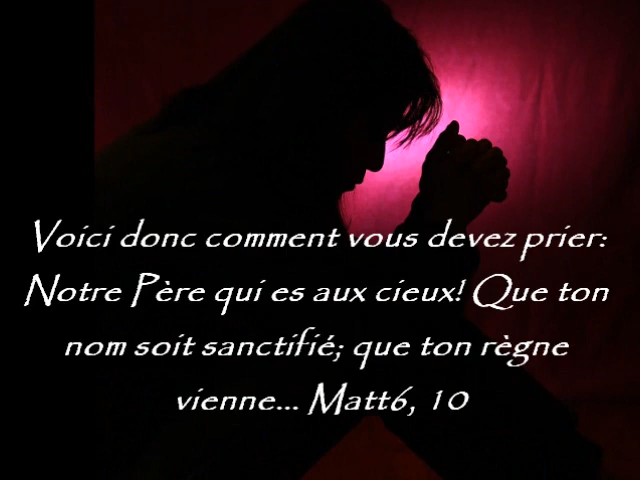 Voici donc comment vous devez prier:
Notre Père qui es aux cieux! Que ton
nom soit sanctifié; que ton règne
vienne... Matt6, 10